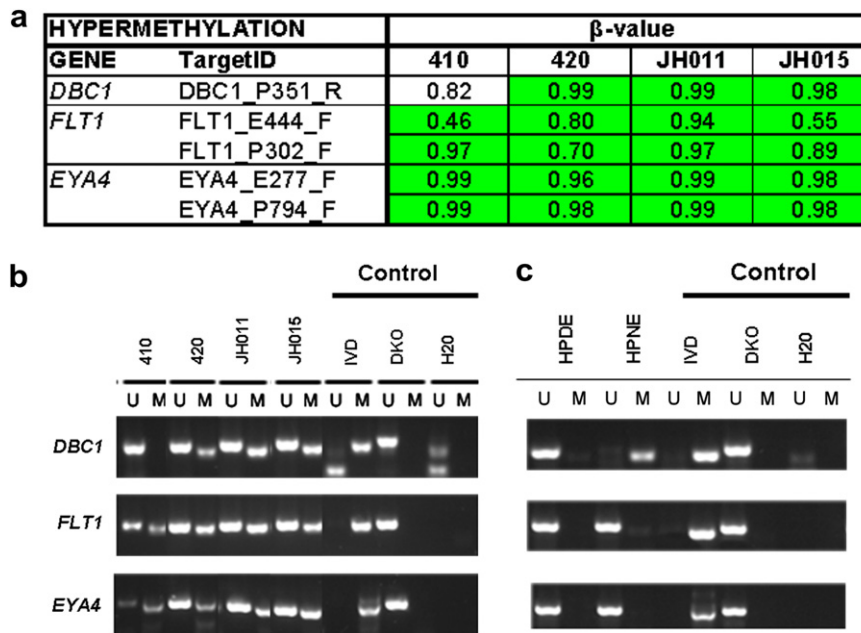 a
HYPERMETHYLATION β-value
GENE TargetID 410 420 JH011 JH015
DBC1 DBC1_P351_R 0.82 0.99 0.99 0.98
FLT1 FLT1_E444_F 0.46 0.80 0.94 0.55
FLT1_P302_F 0.97 0.70 0.97 0.89
EYA4 EYA4_E277_F 0.99 0.96 0.99 0.98
EYA4_P794_F 0.99 0.98 0.99 0.98
b
Control
410 420 JH011 JH015 IVD DKO H20
U M U M U M U M U M U M U M
DBC1
FLT1
EYA4
c
Control
HPDE HPNE IVD DKO H20
U M U M U M U M U M